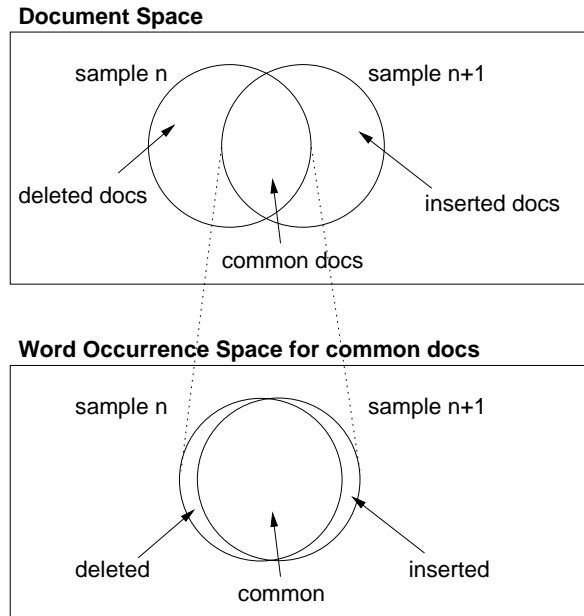 Document Space
sample n
sample n+1
deleted docs
inserted docs
common docs
Word Occurrence Space for common docs
sample n
sample n+1
deleted
inserted
common